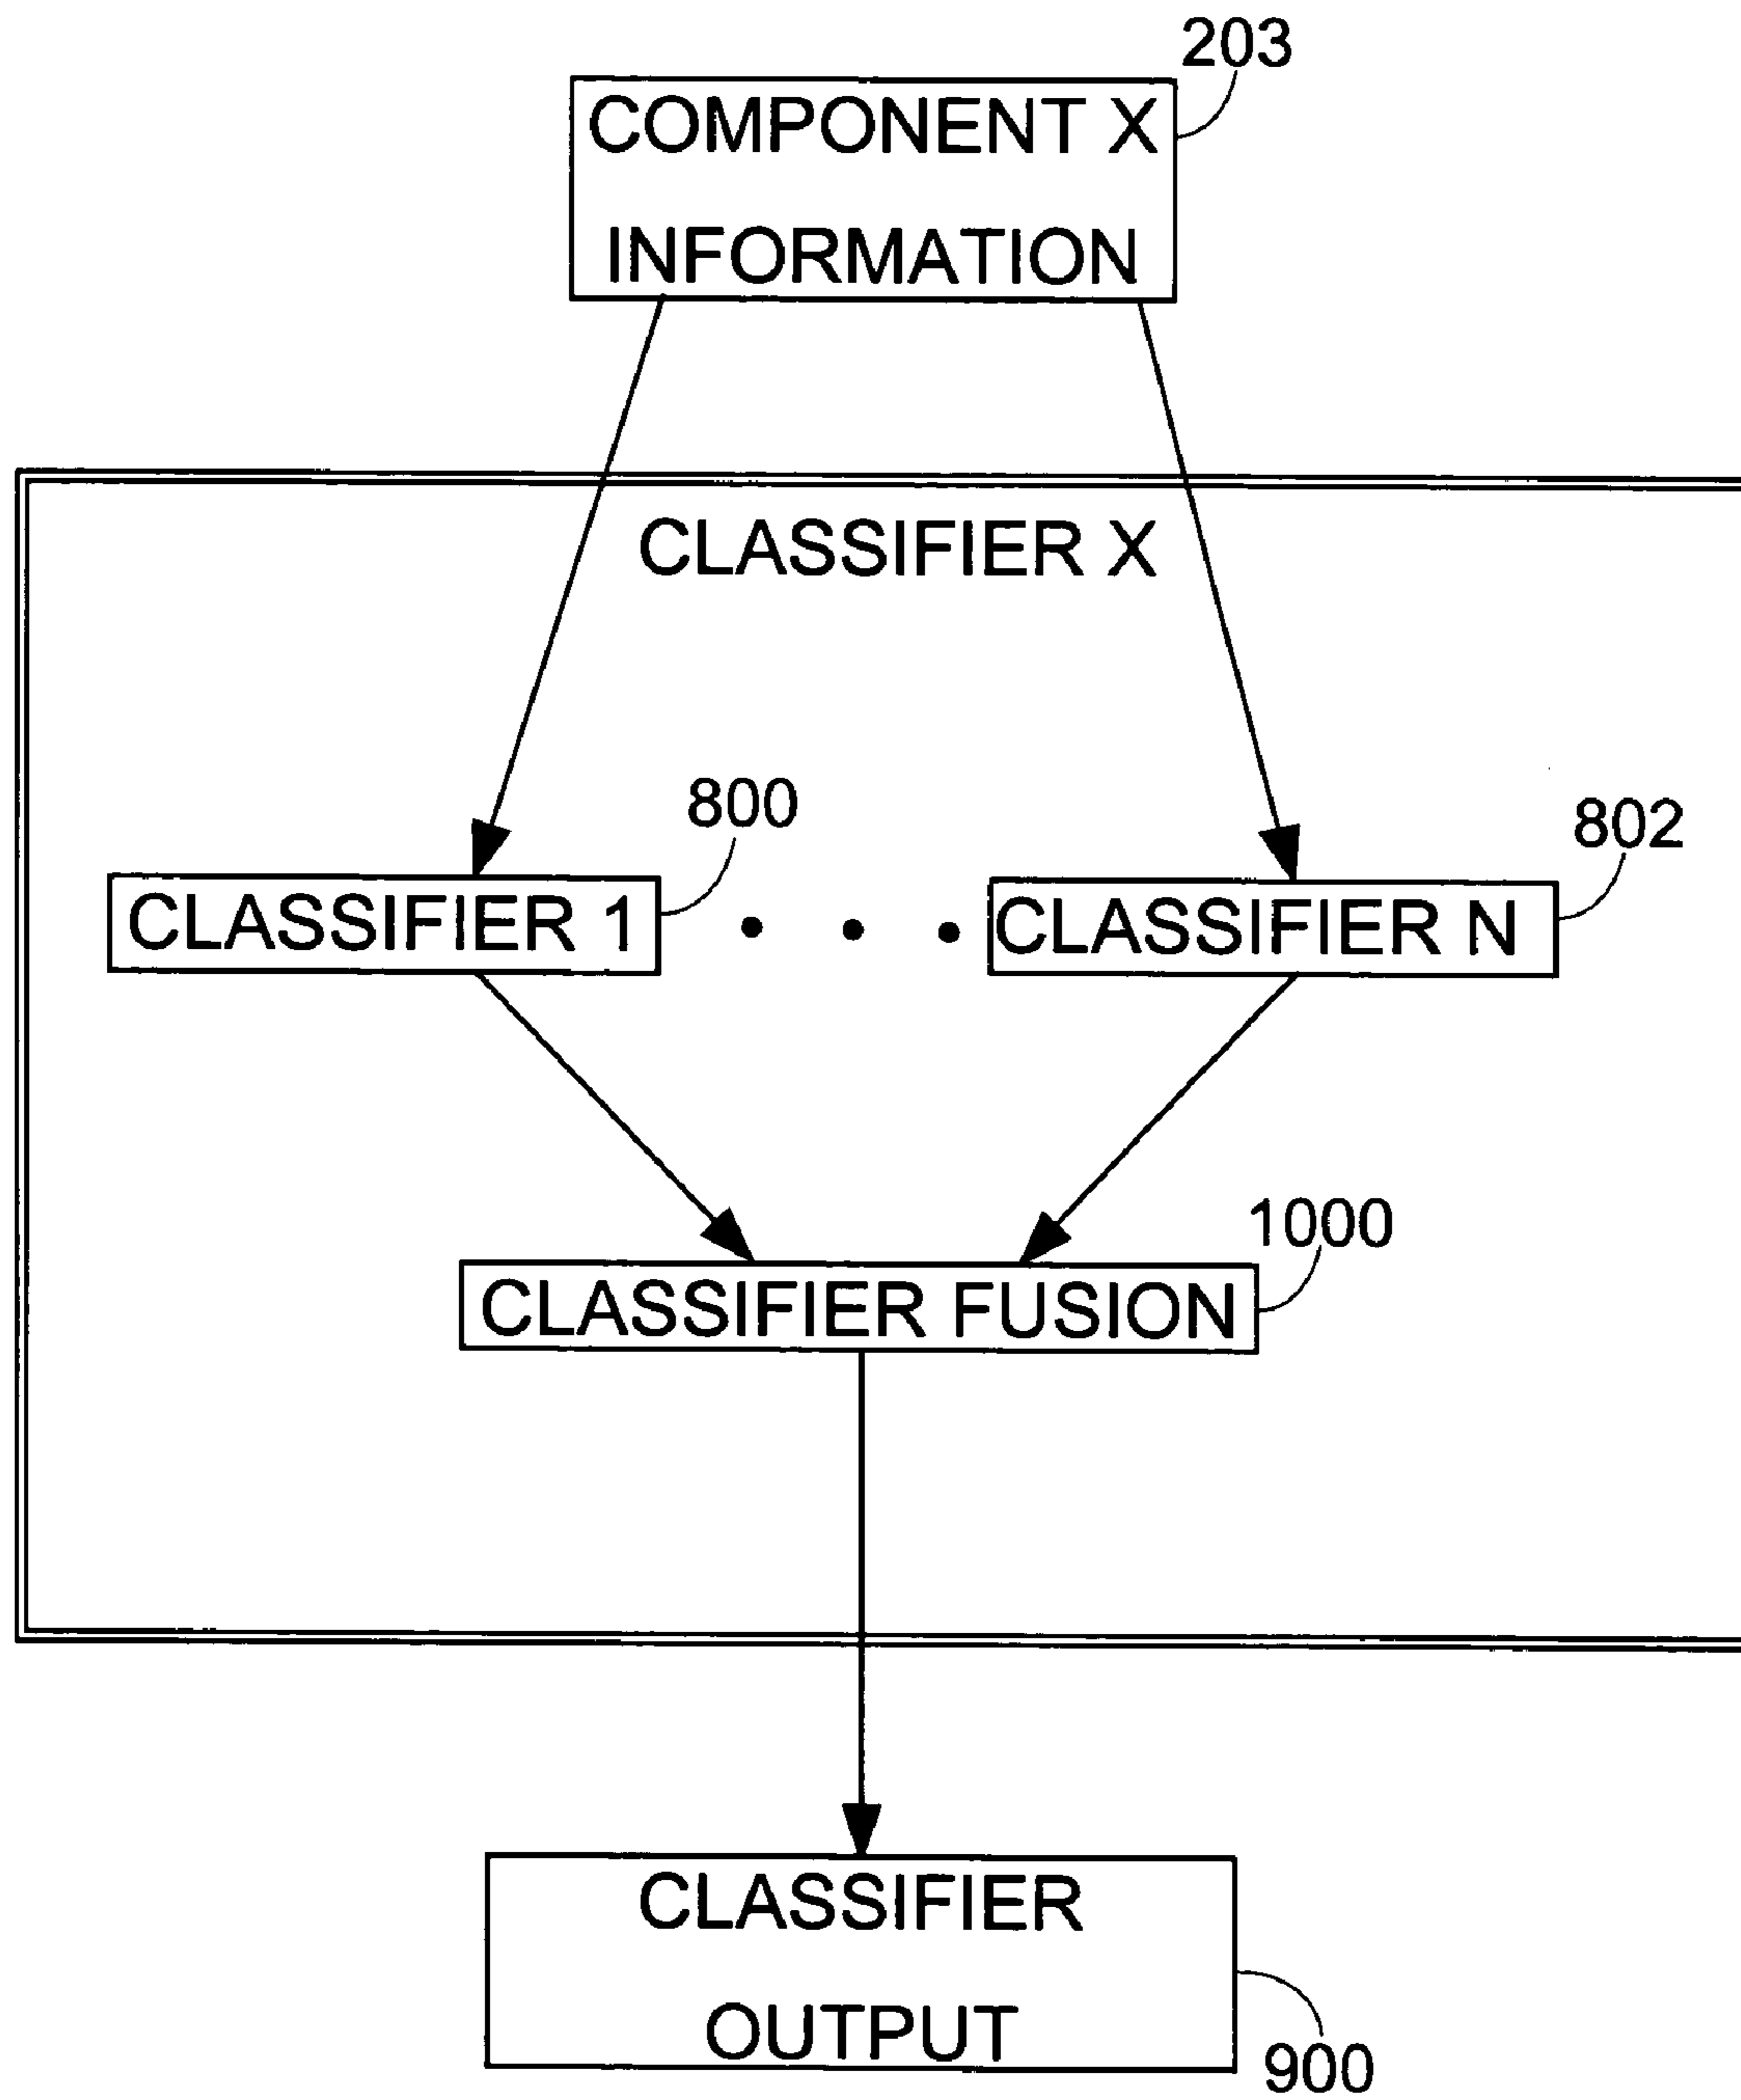 203
COMPONENT X
INFORMATION
CLASSIFIER X
800
802
CLASSIFIER 1
CLASSIFIER N
1000
CLASSIFIER FUSION
CLASSIFIER
OUTPUT
900